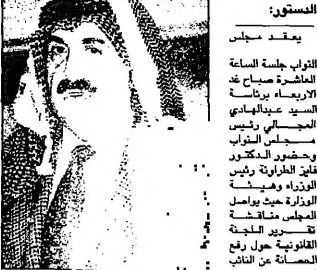 الدستور:
يعقد مجلس
النواب جلسة الساعة
العاشرة صباح غد
الاربعاء برئاسة
السيد عبدالهادي
المجالي رئيس
مجلس النواب
وحضور الدكتور
فايز الطراونة رئيس
الوزراء وهيئة
الوزارة حيث يواصل
المجلس مناقشة
تقرير اللجنة
القانونية حول رفع
الحصانة عن النائب